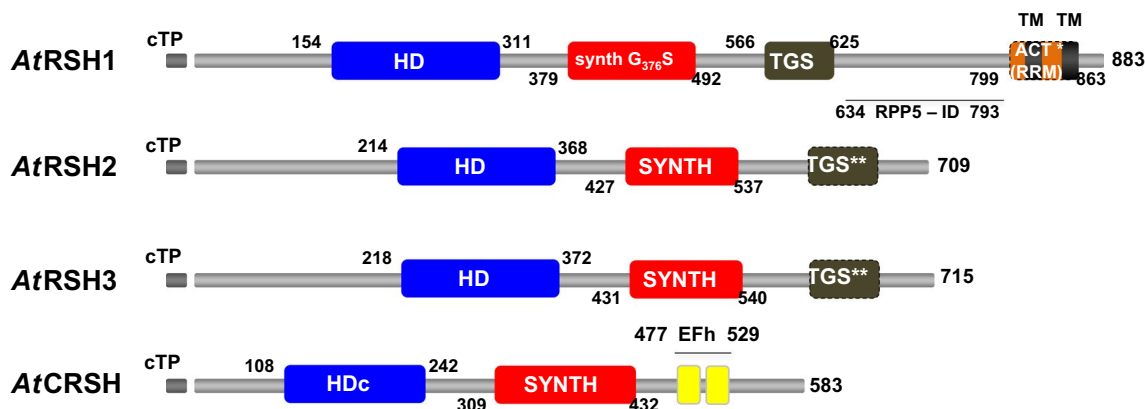 TM TM
cTP
AtRSH1
154 HD 311
379 synth G376S 492
566 TGS 625
799 ACT *
(RRM) 863
883
634 RPP5 – ID 793
cTP
AtRSH2
214 HD 368
427 SYNTH 537
TGS**
709
cTP
AtRSH3
218 HD 372
431 SYNTH 540
TGS**
715
477 EFh 529
cTP
AtCRSH
108 HDc 242
309 SYNTH 432
583